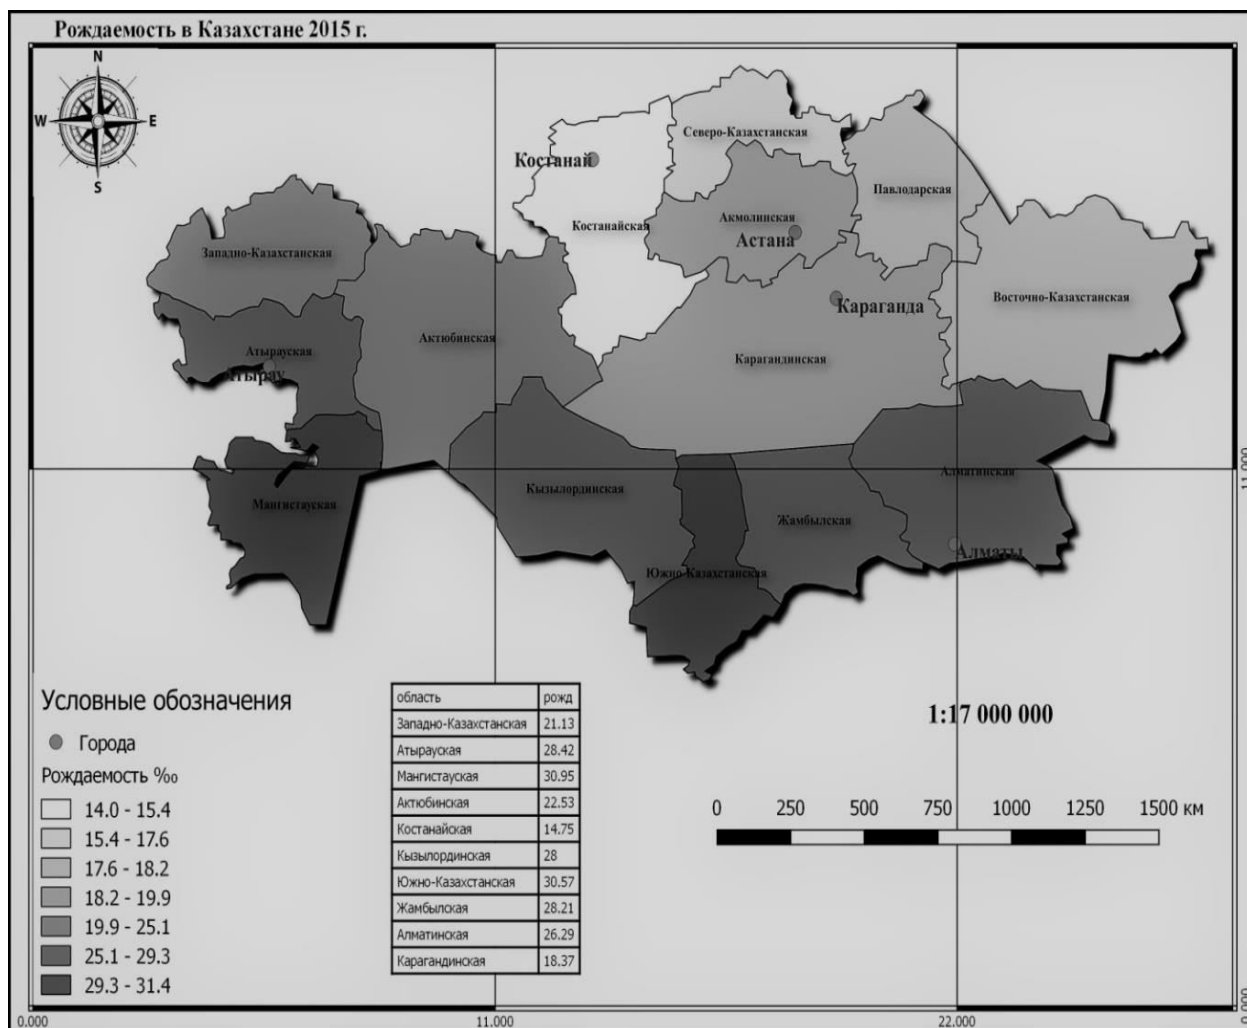 Рождаемость в Казахстане 2015 г.
N
W E
S
Северо-Казахстанская
Костанай
Павлодарская
Костанайская
Акмолинская
Астана
Западно-Казахстанская
Восточно-Казахстанская
Караганда
Актюбинская
Атырауская
Атырау
Карагандинская
Алматинская
Кызылординская
Мангистауская
Жамбылская
Алматы
Южно-Казахстанская
11.000
Условные обозначения
Города
Рождаемость ‰
14.0 - 15.4
15.4 - 17.6
17.6 - 18.2
18.2 - 19.9
19.9 - 25.1
25.1 - 29.3
29.3 - 31.4
область рожд
Западно-Казахстанская 21.13
Атырауская 28.42
Мангистауская 30.95
Актюбинская 22.53
Костанайская 14.75
Кызылординская 28
Южно-Казахстанская 30.57
Жамбылская 28.21
Алматинская 26.29
Карагандинская 18.37
1:17 000 000
0 250 500 750 1000 1250 1500 км
0.000 11.000 22.000